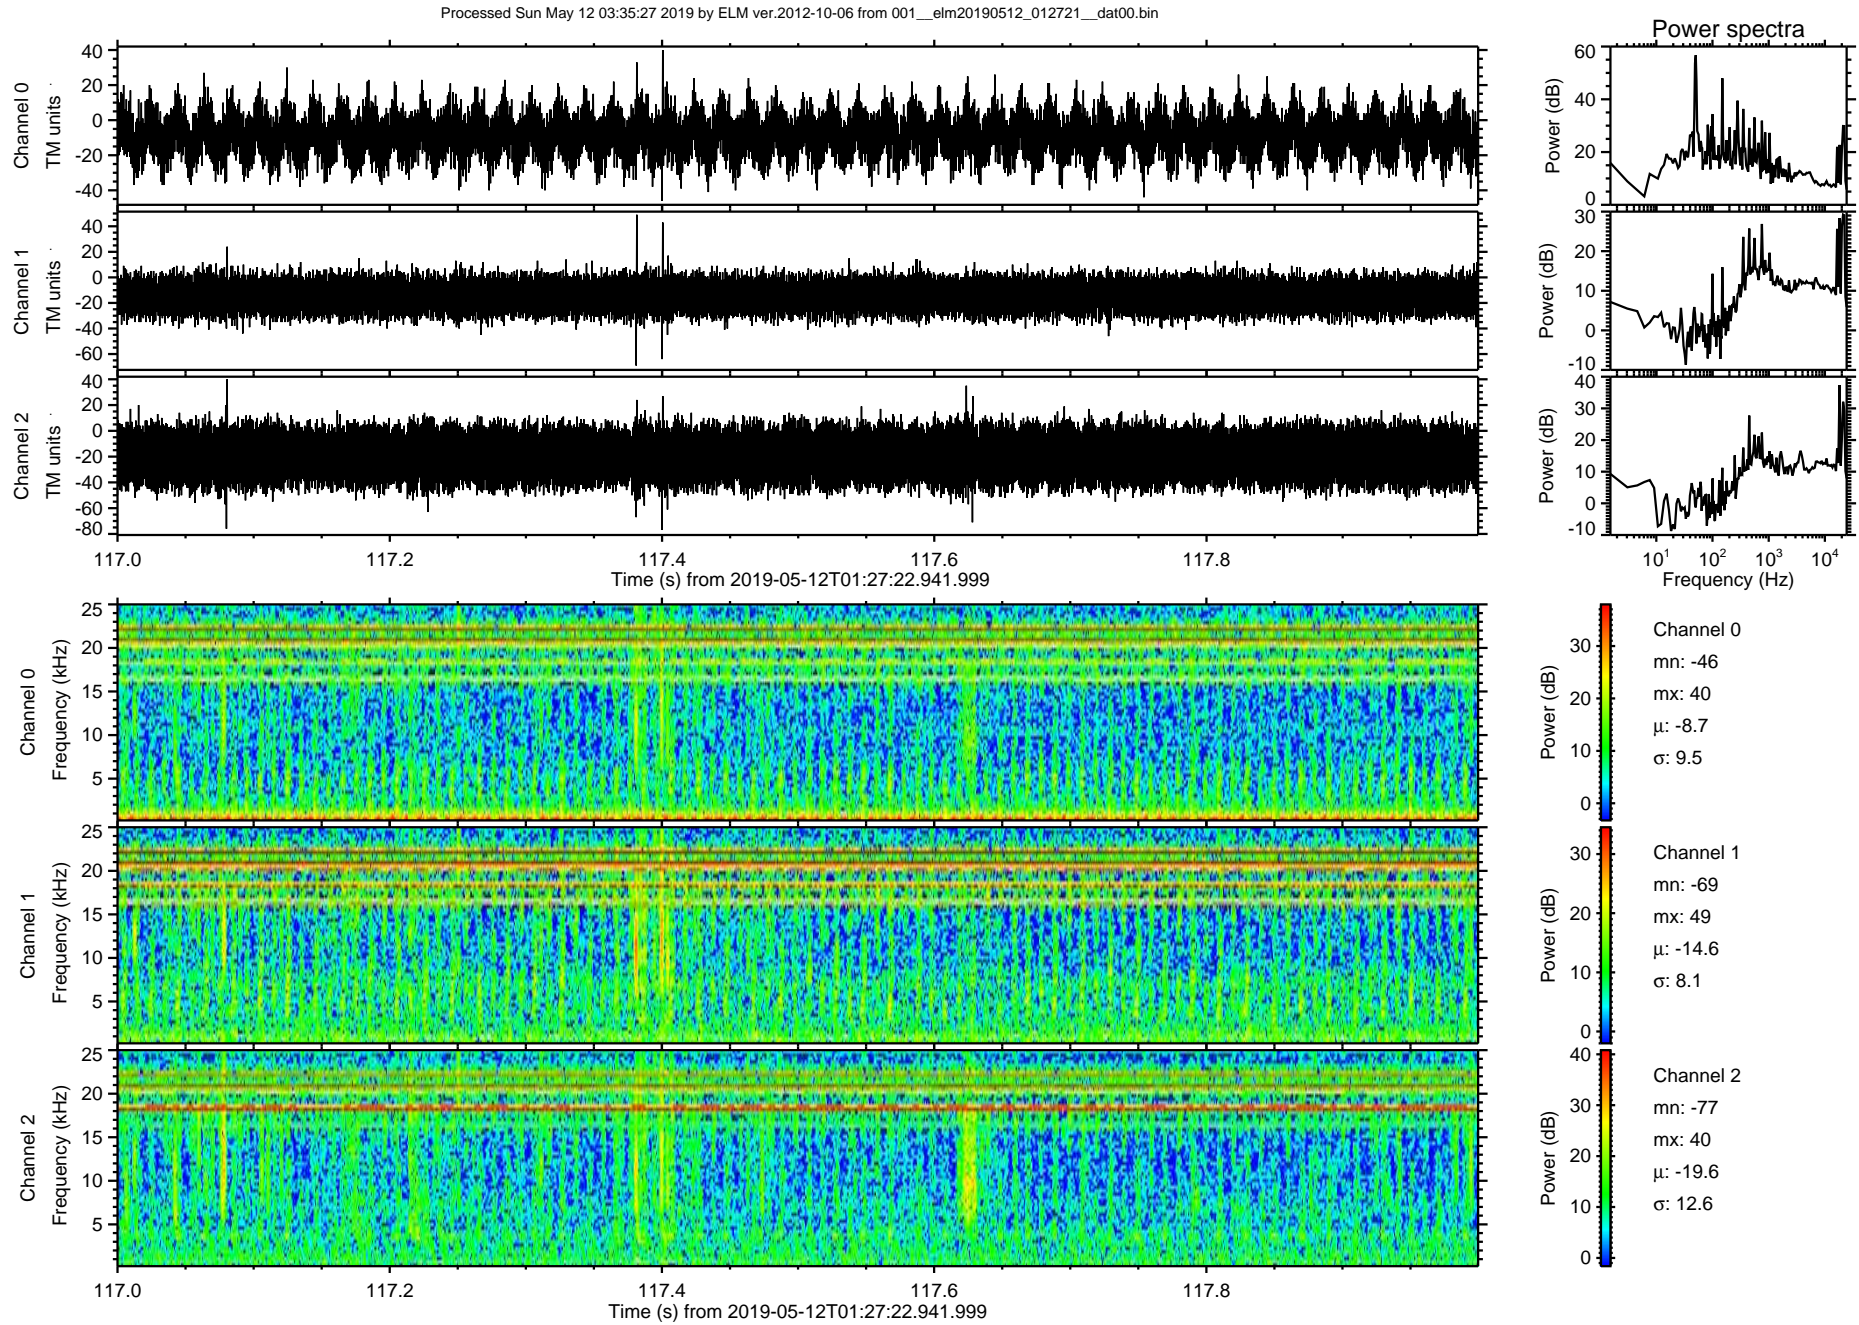 Processed Sun May 12 03:35:27 2019 by ELM ver.2012-10-06 from 001__elm20190512_012721__dat00.bin
Power spectra
Channel 0
TM units
40
20
0
-20
-40
Power (dB)
60
40
20
0
Channel 1
TM units
40
20
0
-20
-40
-60
Power (dB)
30
20
10
0
-10
Channel 2
TM units
40
20
0
-20
-40
-60
-80
Power (dB)
40
30
20
10
0
-10
117.0 117.2 117.4 117.6 117.8
Time (s) from 2019-05-12T01:27:22.941.999
10¹ 10² 10³ 10⁴
Frequency (Hz)
Channel 0
Frequency (kHz)
25
20
15
10
5
Power (dB)
30
20
10
0
Channel 0
mn: -46
mx: 40
μ: -8.7
σ: 9.5
Channel 1
Frequency (kHz)
25
20
15
10
5
Power (dB)
30
20
10
0
Channel 1
mn: -69
mx: 49
μ: -14.6
σ: 8.1
Channel 2
Frequency (kHz)
25
20
15
10
5
Power (dB)
40
30
20
10
0
Channel 2
mn: -77
mx: 40
μ: -19.6
σ: 12.6
117.0 117.2 117.4 117.6 117.8
Time (s) from 2019-05-12T01:27:22.941.999